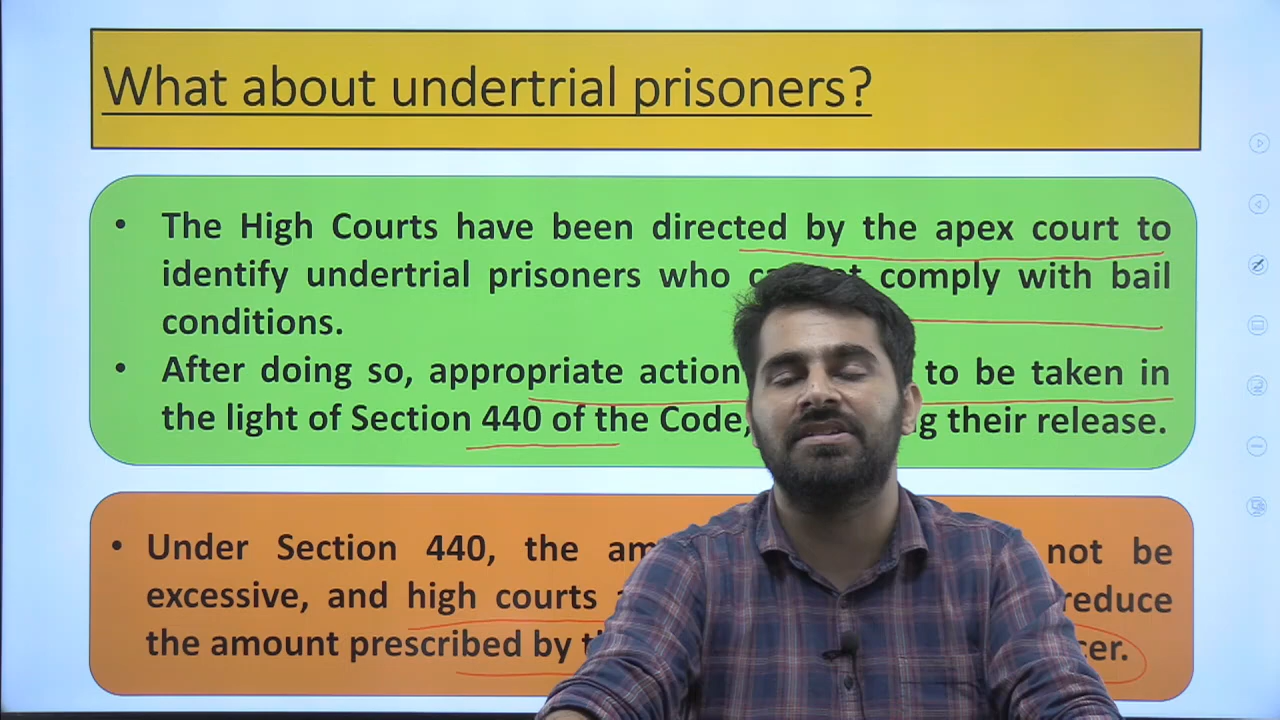 What about undertrial prisoners?
• The High Courts have been directed by the apex court to
identify undertrial prisoners who comply with bail
conditions.
• After doing so, appropriate action to be taken in
the light of Section 440 of the Code, their release.
• Under Section 440, the not be
excessive, and high courts reduce
the amount prescribed by